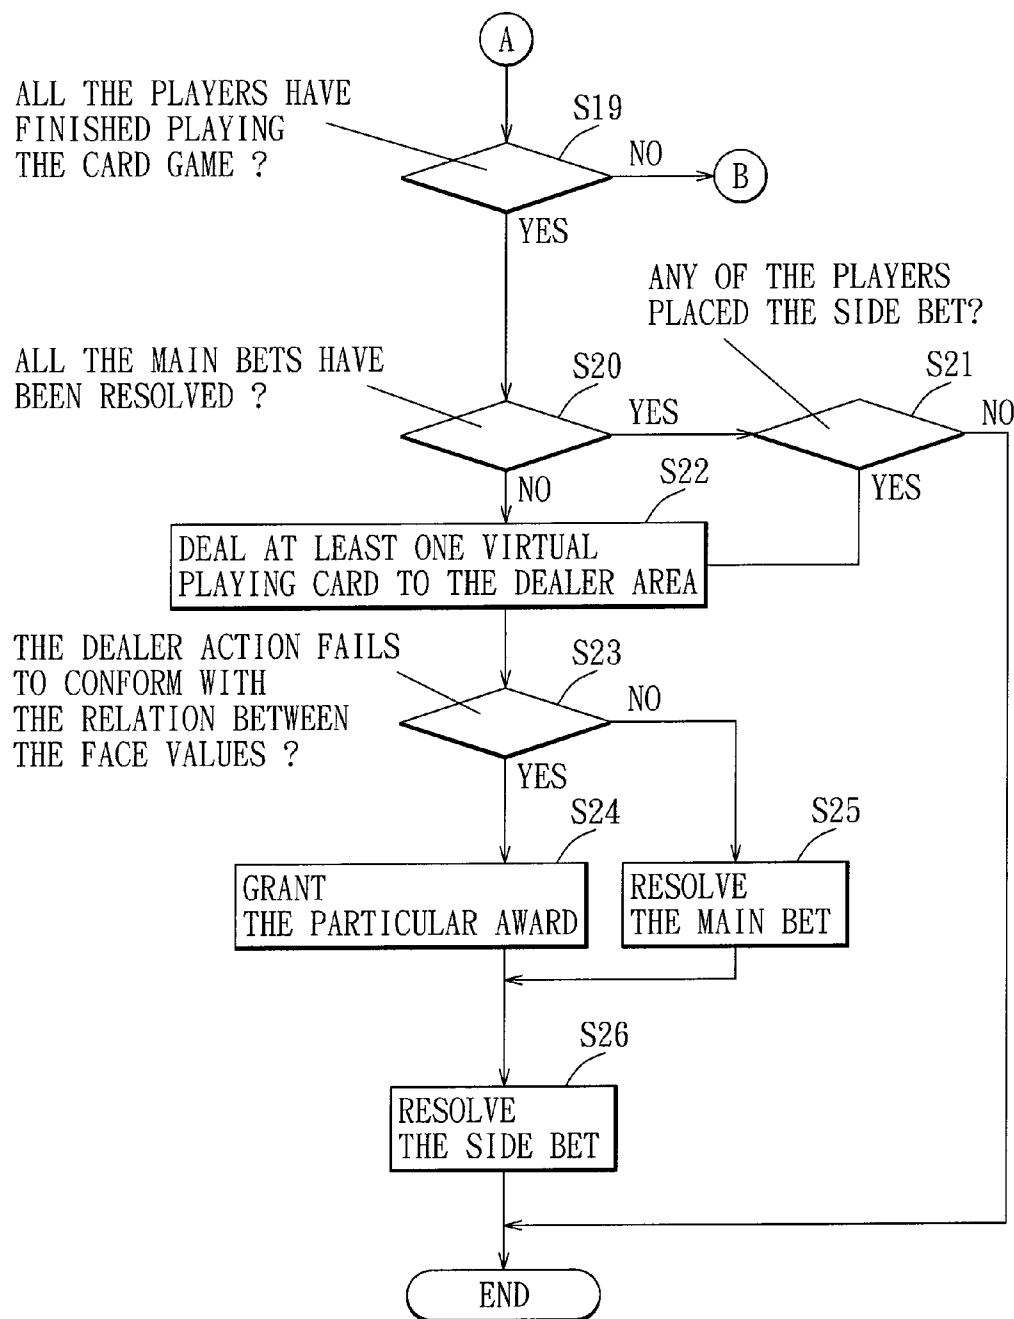 A
ALL THE PLAYERS HAVE
FINISHED PLAYING
THE CARD GAME ?
S19
NO
B
YES
ANY OF THE PLAYERS
PLACED THE SIDE BET?
ALL THE MAIN BETS HAVE
BEEN RESOLVED ?
S20
YES
S21
NO
NO
S22
YES
DEAL AT LEAST ONE VIRTUAL
PLAYING CARD TO THE DEALER AREA
THE DEALER ACTION FAILS
TO CONFORM WITH
THE RELATION BETWEEN
THE FACE VALUES ?
S23
NO
YES
S24
S25
GRANT
THE PARTICULAR AWARD
RESOLVE
THE MAIN BET
S26
RESOLVE
THE SIDE BET
END